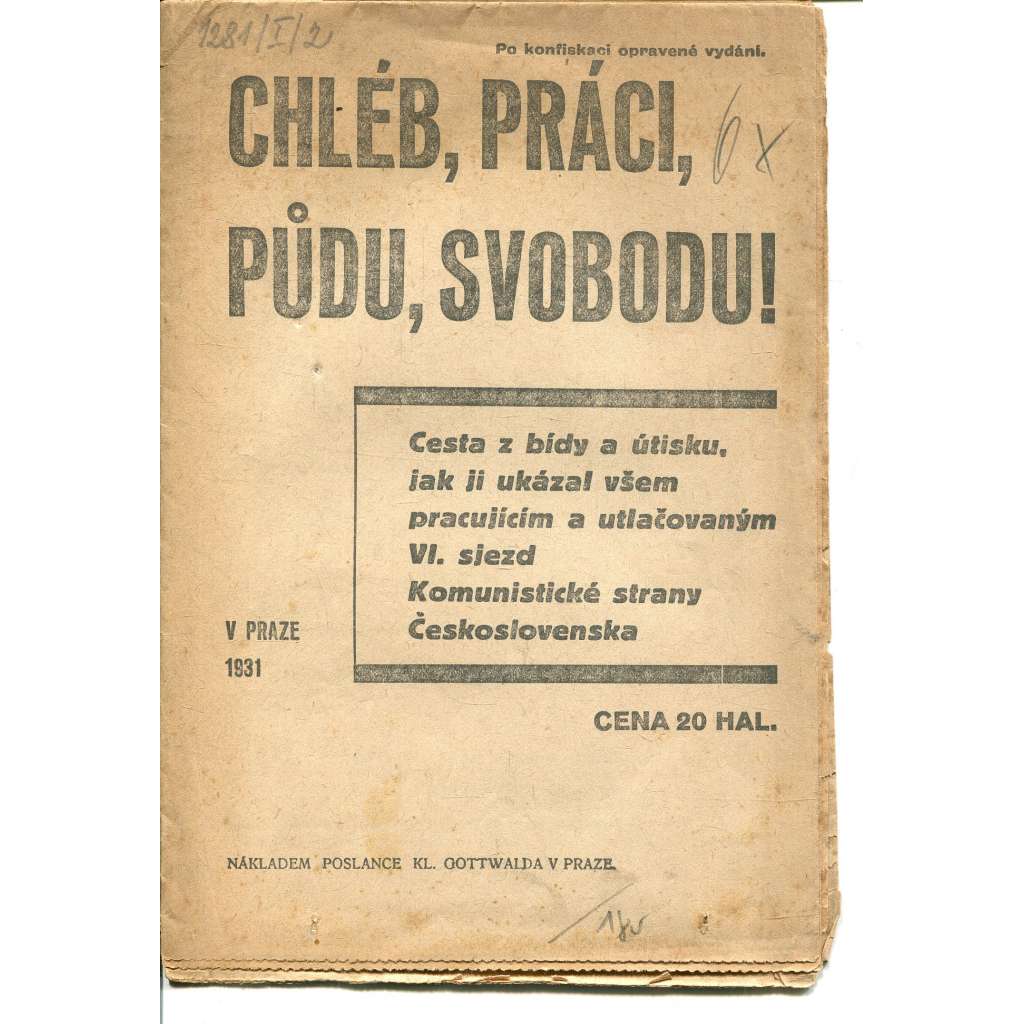 1281/I/2
Po konfiskaci opravené vydání.
CHLÉB, PRÁCI,
6x
PŮDU, SVOBODU!
Cesta z bídy a útisku,
jak ji ukázal všem
pracujícím a utlačovaným
VI. sjezd
Komunistické strany
Československa
V PRAZE
1931
CENA 20 HAL.
NÁKLADEM POSLANCE KL. GOTTWALDA V PRAZE.